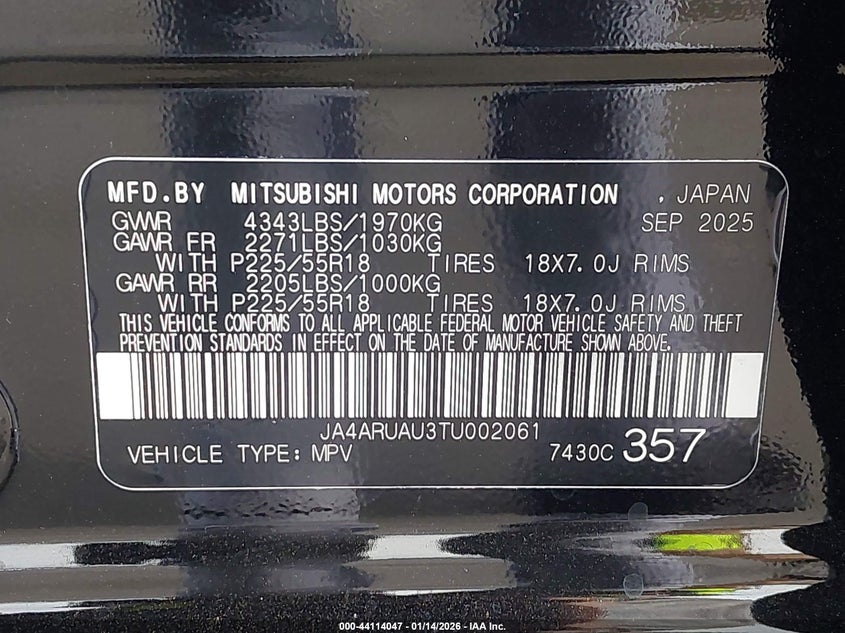 MFD.BY MITSUBISHI MOTORS CORPORATION , JAPAN
GVWR 4343LBS/1970KG SEP 2025
GAWR FR 2271LBS/1030KG
WITH P225/55R18 TIRES 18X7.0J RIMS
GAWR RR 2205LBS/1000KG
WITH P225/55R18 TIRES 18X7.0J RIMS
THIS VEHICLE CONFORMS TO ALL APPLICABLE FEDERAL MOTOR VEHICLE SAFETY AND THEFT
PREVENTION STANDARDS IN EFFECT ON THE DATE OF MANUFACTURE SHOWN ABOVE.
JA4ARUAU3TU002061
VEHICLE TYPE: MPV 7430C 357
000-44114047 - 01/14/2026 - IAA Inc.